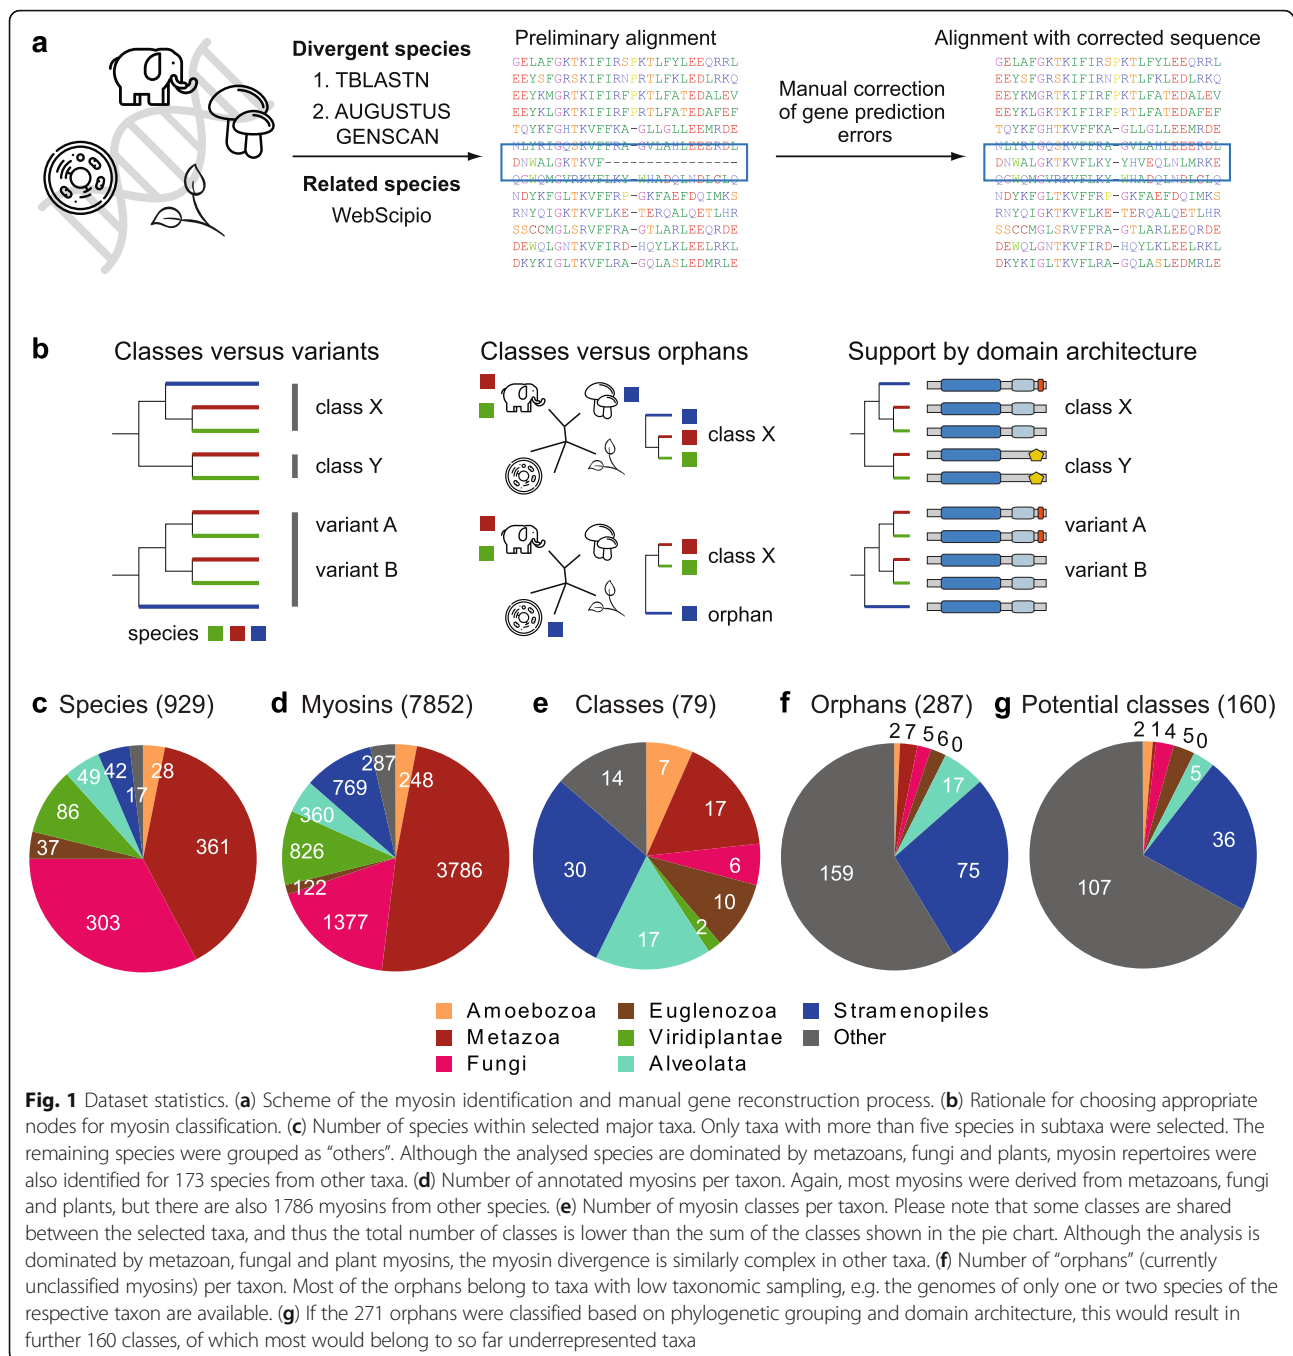 a
Divergent species
1. TBLASTN
2. AUGUSTUS
GENSCAN
Related species
WebScipio
Preliminary alignment
GELAFGKTKIFIRSPKTLFYLEEQRRL
EEYSFGRSKIFIRNPRTLFKLEDLRKQ
EEYKMGRTKIFIRFPKTLFATEDALEV
EEYKLGKTKIFIRFPRTLFATEDAFEF
TQYKFGHTKVFFKA-GLLGLLEEMRDE
NLYRIGQSKVFFRA-GVLAHLEEERDL
DNWALGKTKVF----------------
QGWQMGVRKVFLKY-WHADQLNDLCLQ
NDYKFGLTKVFFRPGKFAEFDQIMKS
RNYQIGKTKVFLKE-TERQALQETLHR
SSCCMGLSRVFFRA-GTLARLEEQRDE
DEWQLGNTKVFIRD-HQYLKLEELRKL
DKYKIGLTKVFLRA-GQLASLEDMRLE
Manual correction
of gene prediction
errors
Alignment with corrected sequence
GELAFGKTKIFIRSPKTLFYLEEQRRL
EEYSFGRSKIFIRNPRTLFKLEDLRKQ
EEYKMGRTKIFIRFPKTLFATEDALEV
EEYKLGKTKIFIRFPRTLFATEDAFEF
TQYKFGHTKVFFKA-GLLGLLEEMRDE
NLYRIGQSKVFFRA-GVLAHLEEERDL
DNWALGKTKVFLKY-YHVEQLNLMRKE
QGWQMGVRKVFLKY-WHADQLNDLCLQ
NDYKFGLTKVFFRPGKFAEFDQIMKS
RNYQIGKTKVFLKE-TERQALQETLHR
SSCCMGLSRVFFRA-GTLARLEEQRDE
DEWQLGNTKVFIRD-HQYLKLEELRKL
DKYKIGLTKVFLRA-GQLASLEDMRLE
b
Classes versus variants
class X
class Y
variant A
variant B
species
Classes versus orphans
class X
class X
orphan
Support by domain architecture
class X
class Y
variant A
variant B
c Species (929)
28
361
303
37
86
49
42
17
d Myosins (7852)
248
3786
1377
122
826
360
769
287
e Classes (79)
7
17
6
10
2
17
30
14
f Orphans (287)
2 7 5 6 0
17
75
159
g Potential classes (160)
2 1 4 5 0
5
36
107
Amoebozoa
Metazoa
Fungi
Euglenozoa
Viridiplantae
Alveolata
Stramenopiles
Other
Fig. 1 Dataset statistics. (a) Scheme of the myosin identification and manual gene reconstruction process. (b) Rationale for choosing appropriate
nodes for myosin classification. (c) Number of species within selected major taxa. Only taxa with more than five species in subtaxa were selected. The
remaining species were grouped as “others”. Although the analysed species are dominated by metazoans, fungi and plants, myosin repertoires were
also identified for 173 species from other taxa. (d) Number of annotated myosins per taxon. Again, most myosins were derived from metazoans, fungi
and plants, but there are also 1786 myosins from other species. (e) Number of myosin classes per taxon. Please note that some classes are shared
between the selected taxa, and thus the total number of classes is lower than the sum of the classes shown in the pie chart. Although the analysis is
dominated by metazoan, fungal and plant myosins, the myosin divergence is similarly complex in other taxa. (f) Number of “orphans” (currently
unclassified myosins) per taxon. Most of the orphans belong to taxa with low taxonomic sampling, e.g. the genomes of only one or two species of the
respective taxon are available. (g) If the 271 orphans were classified based on phylogenetic grouping and domain architecture, this would result in
further 160 classes, of which most would belong to so far underrepresented taxa